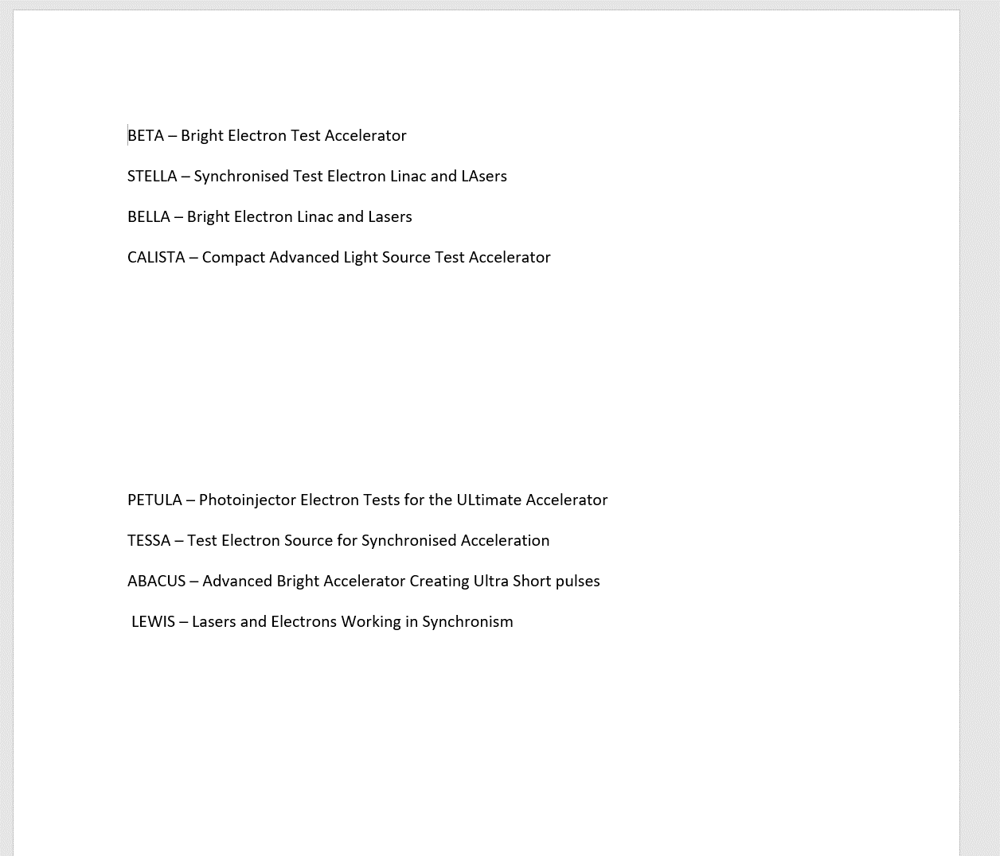 BETA – Bright Electron Test Accelerator
STELLA – Synchronised Test Electron Linac and LAsers
BELLA – Bright Electron Linac and Lasers
CALISTA – Compact Advanced Light Source Test Accelerator
PETULA – Photoinjector Electron Tests for the ULtimate Accelerator
TESSA – Test Electron Source for Synchronised Acceleration
ABACUS – Advanced Bright Accelerator Creating Ultra Short pulses
LEWIS – Lasers and Electrons Working in Synchronism